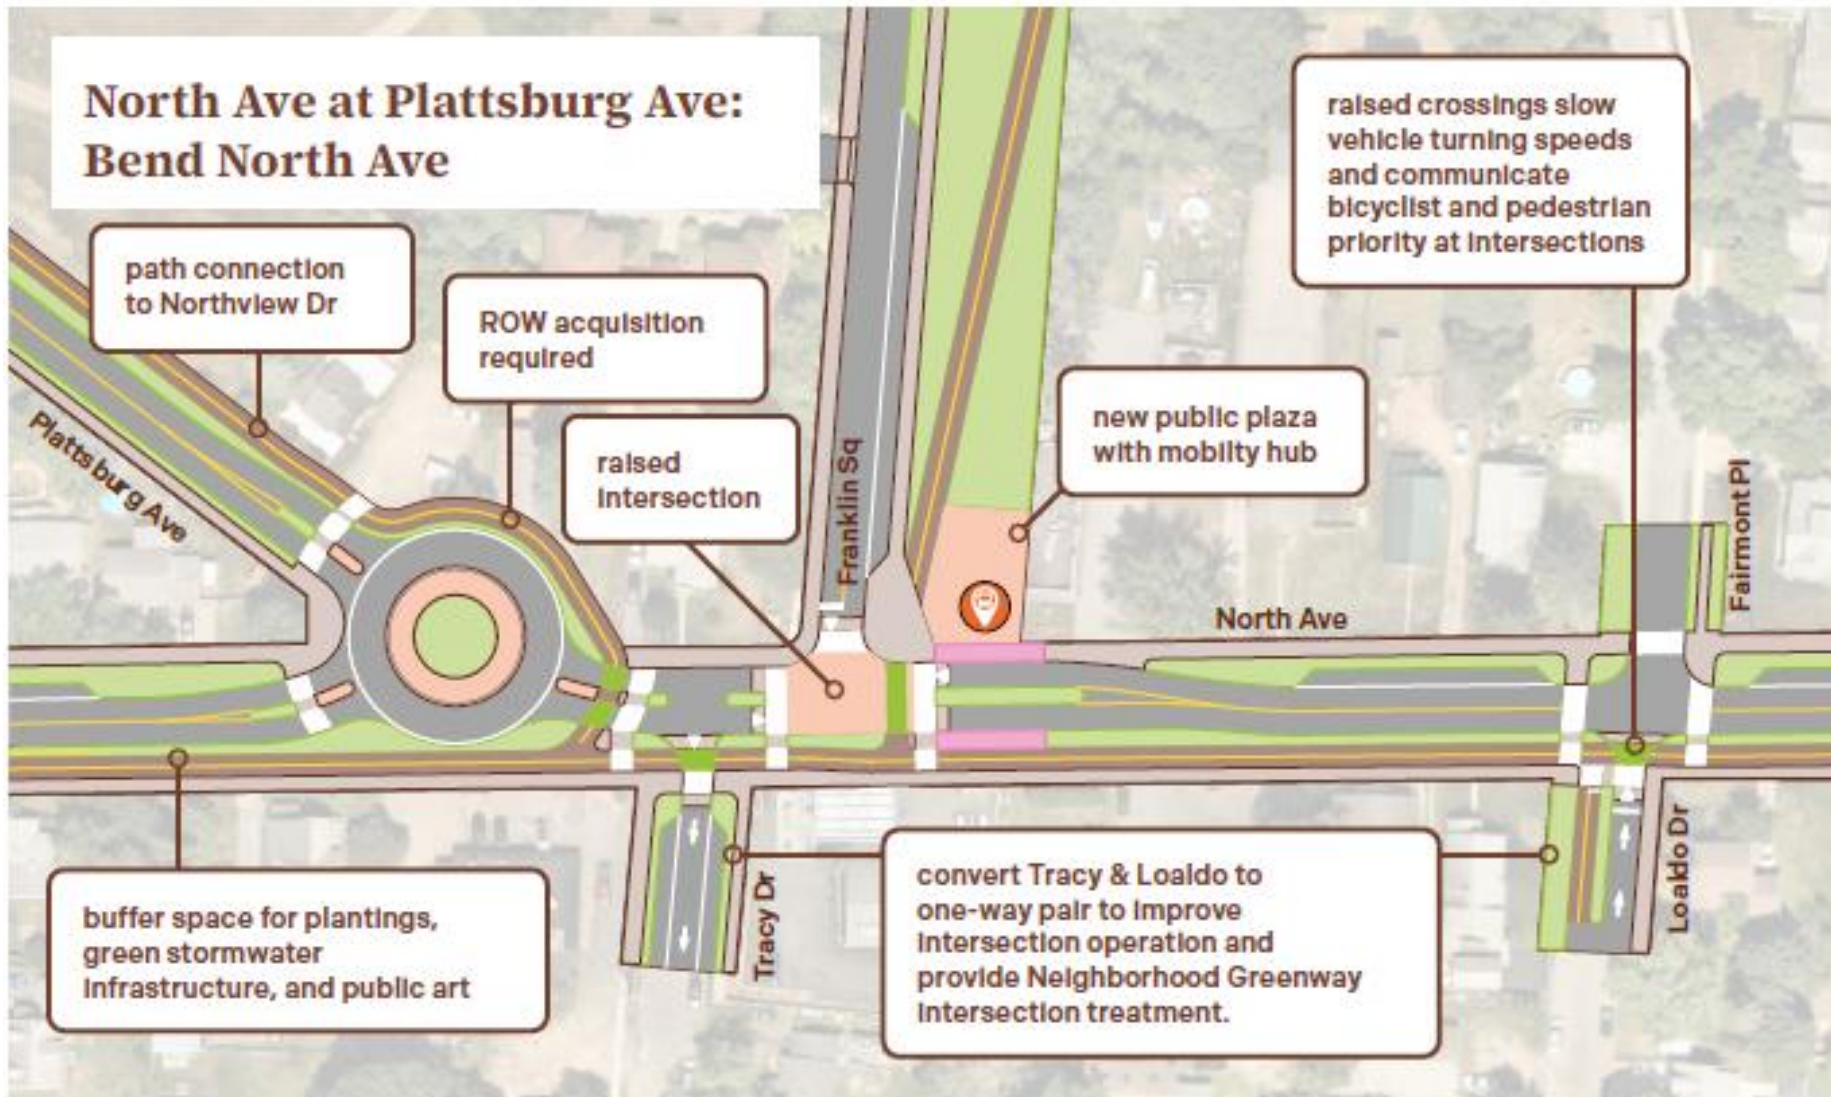 North Ave at Plattsburg Ave:
Bend North Ave
path connection
to Northview Dr
ROW acquisition
required
raised
intersection
raised crossings slow
vehicle turning speeds
and communicate
bicyclist and pedestrian
priority at intersections
new public plaza
with mobilty hub
Plattsburg Ave
Franklin Sq
North Ave
Fairmont Pl
buffer space for plantings,
green stormwater
infrastructure, and public art
Tracy Dr
convert Tracy & Loaldo to
one-way pair to improve
intersection operation and
provide Neighborhood Greenway
intersection treatment.
Loaldo Dr